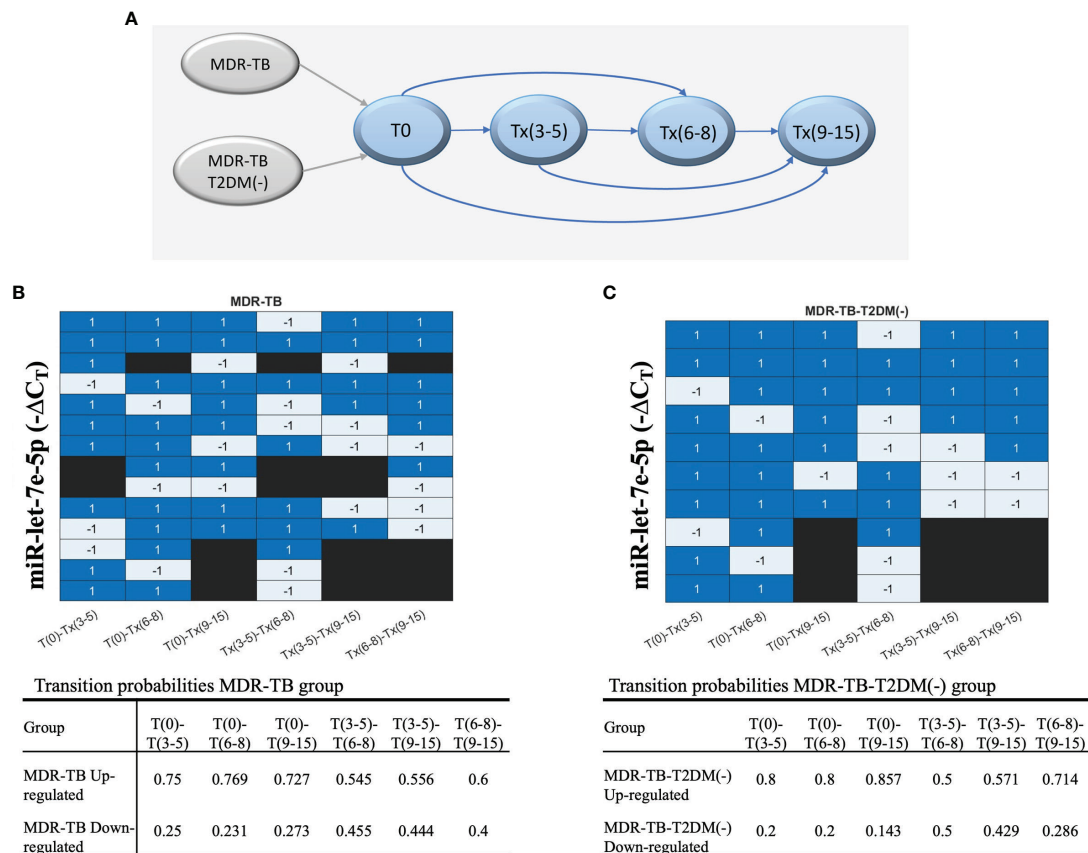 A
MDR-TB
MDR-TB
T2DM(-)
T0
Tx(3-5)
Tx(6-8)
Tx(9-15)
B
MDR-TB
miR-let-7e-5p (-ΔCT)
1 1 1 -1 1 1
1 1 1 1 1 1
1 -1 -1
-1 1 1 1 1 1
1 -1 1 -1 1 1
1 1 1 -1 -1 1
1 1 -1 1 -1 -1
1 1 1
-1 -1 -1
1 1 1 1 -1 -1
-1 1 1 1 1 -1
-1 1 1
1 -1 -1
1 1 -1
T(0)-Tx(3-5)
T(0)-Tx(6-8)
T(0)-Tx(9-15)
Tx(3-5)-Tx(6-8)
Tx(3-5)-Tx(9-15)
Tx(6-8)-Tx(9-15)
Transition probabilities MDR-TB group
Group T(0)- T(0)- T(0)- T(3-5)- T(3-5)- T(6-8)-
T(3-5) T(6-8) T(9-15) T(6-8) T(9-15) T(9-15)
MDR-TB Up- 0.75 0.769 0.727 0.545 0.556 0.6
regulated
MDR-TB Down- 0.25 0.231 0.273 0.455 0.444 0.4
regulated
C
MDR-TB-T2DM(-)
miR-let-7e-5p (-ΔCT)
1 1 1 -1 1 1
1 1 1 1 1 1
-1 1 1 1 1 1
1 -1 1 -1 1 1
1 1 1 -1 -1 1
1 1 -1 1 -1 -1
1 1 1 1 -1 -1
-1 1 1
1 -1 -1
1 1 -1
T(0)-Tx(3-5)
T(0)-Tx(6-8)
T(0)-Tx(9-15)
Tx(3-5)-Tx(6-8)
Tx(3-5)-Tx(9-15)
Tx(6-8)-Tx(9-15)
Transition probabilities MDR-TB-T2DM(-) group
Group T(0)- T(0)- T(0)- T(3-5)- T(3-5)- T(6-8)-
T(3-5) T(6-8) T(9-15) T(6-8) T(9-15) T(9-15)
MDR-TB-T2DM(-) 0.8 0.8 0.857 0.5 0.571 0.714
Up-regulated
MDR-TB-T2DM(-) 0.2 0.2 0.143 0.5 0.429 0.286
Down-regulated